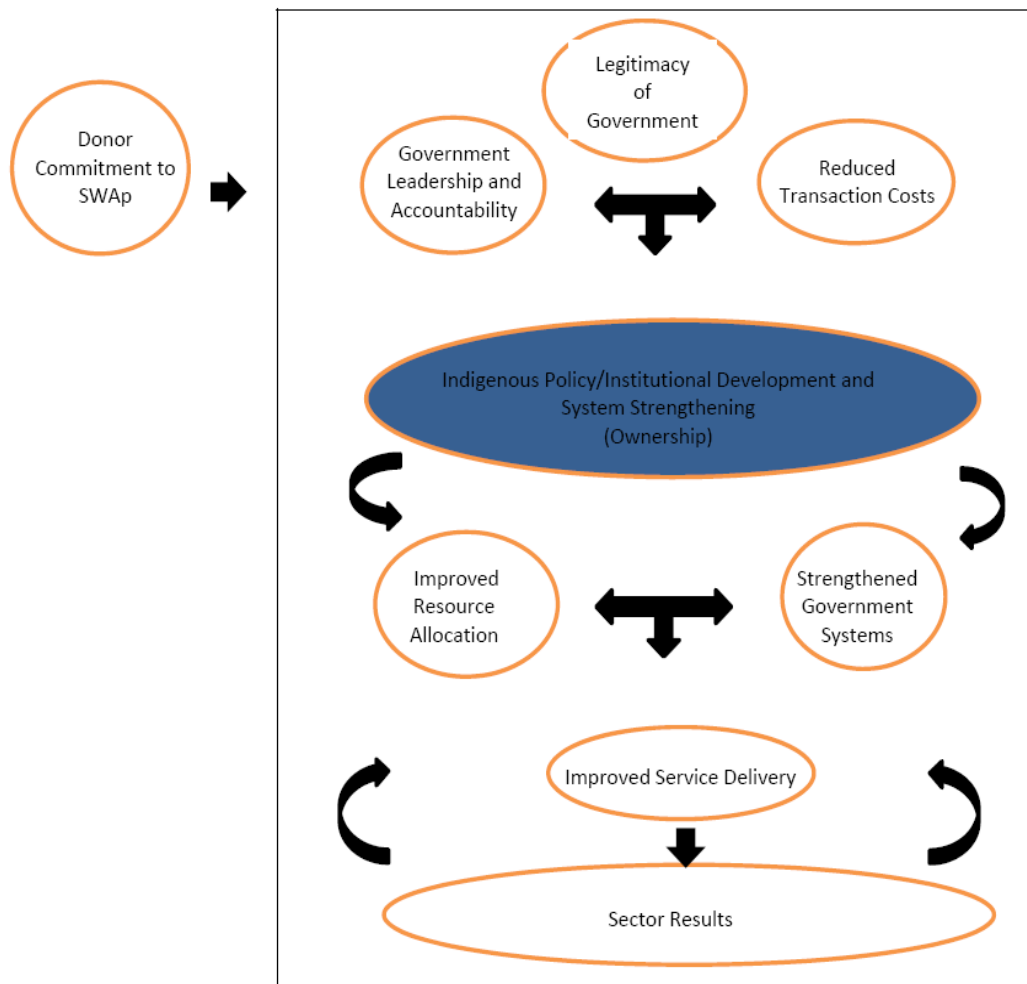 Donor
Commitment to
SWAp
Legitimacy
of
Government
Government
Leadership and
Accountability
Reduced
Transaction Costs
Indigenous Policy/Institutional Development and
System Strengthening
(Ownership)
Improved
Resource
Allocation
Strengthened
Government
Systems
Improved Service Delivery
Sector Results